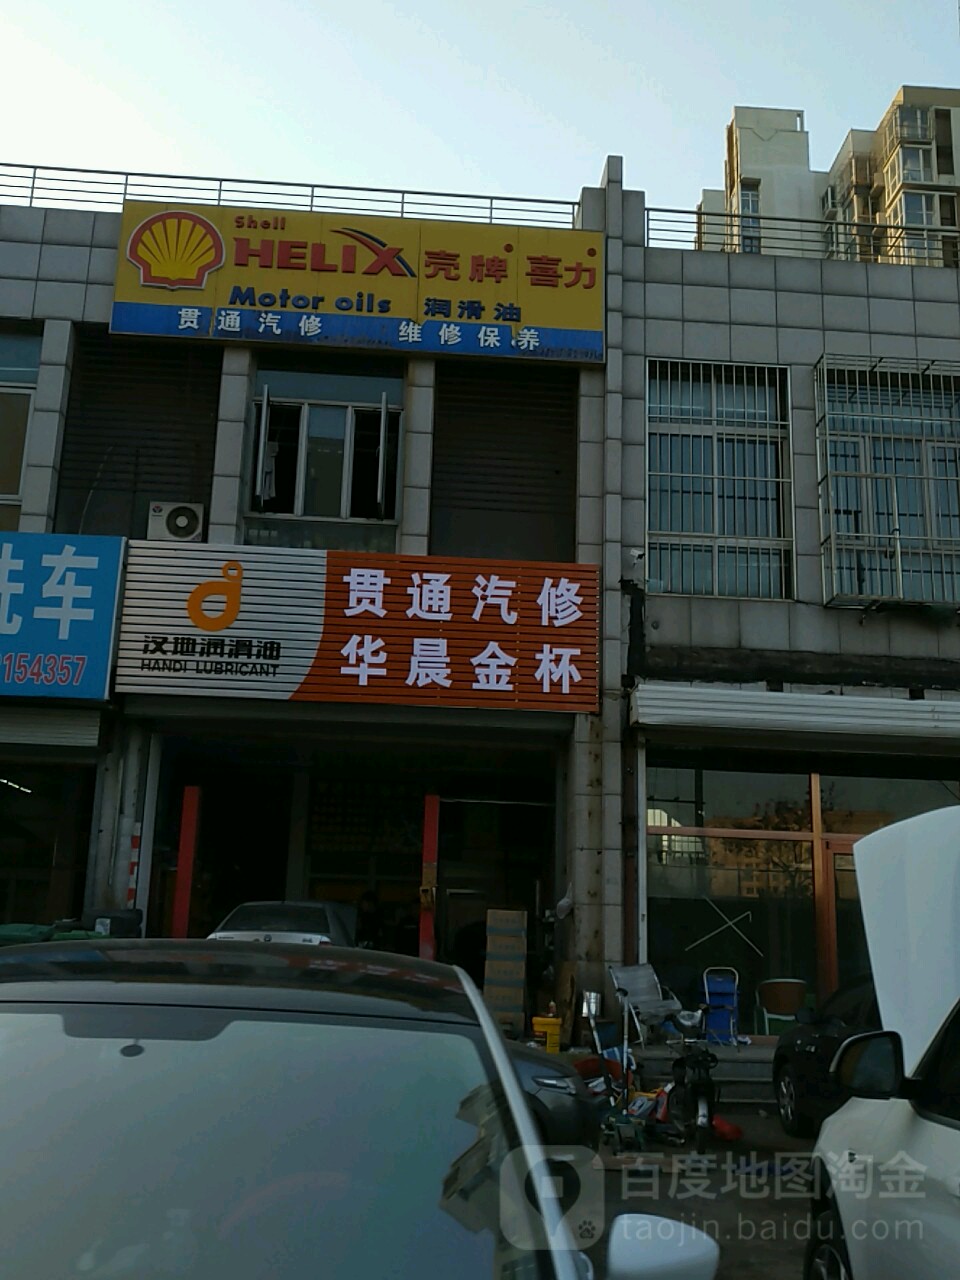 Shell
HELIX 壳牌 喜力
Motor oils 润滑油
贯通汽修 维修保养
洗车
154357
汉地润滑油
HANDI LUBRICANT
贯通汽修
华晨金杯
百度地图淘金
taojin.baidu.com